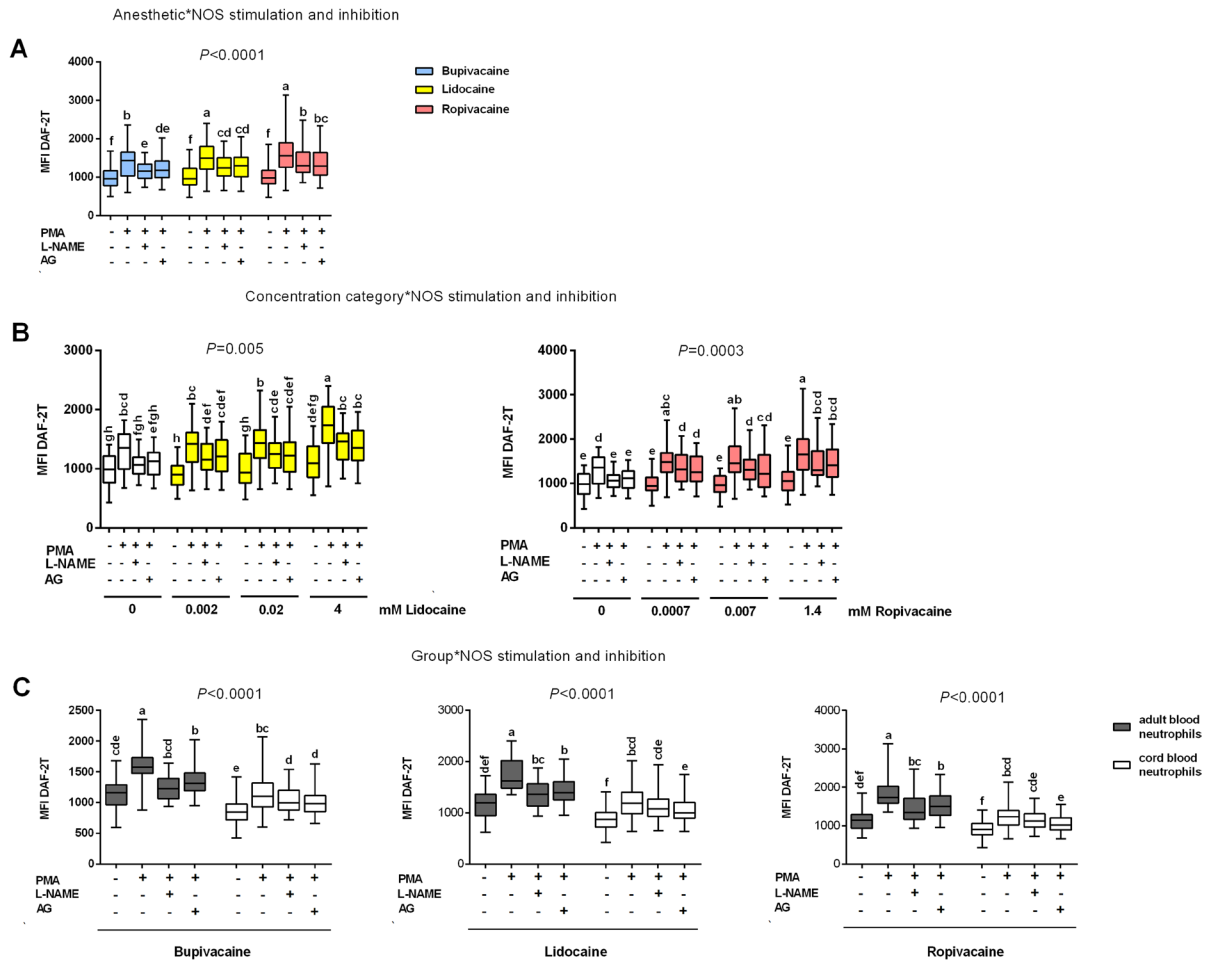 Anesthetic*NOS stimulation and inhibition
A
P<0.0001
MFI DAF-2T
4000
3000
2000
1000
0
f b e de f a cd cd f a b bc
Bupivacaine
Lidocaine
Ropivacaine
PMA - + + + - + + + - + + +
L-NAME - - + - - - + - - - + -
AG - - - + - - - + - - - +
Concentration category*NOS stimulation and inhibition
B
P=0.005
MFI DAF-2T
3000
2000
1000
0
gh bcd fgh efgh h bc def cdef gh b cde cdef defg a bc bc
PMA - + + + - + + + - + + + - + + +
L-NAME - - + - - - + - - - + - - - + -
AG - - - + - - - + - - - + - - - +
0 0.002 0.02 4 mM Lidocaine
P=0.0003
MFI DAF-2T
4000
3000
2000
1000
0
e d e e e abc d d e ab d cd e a bcd bcd
PMA - + + + - + + + - + + + - + + +
L-NAME - - + - - - + - - - + - - - + -
AG - - - + - - - + - - - + - - - +
0 0.0007 0.007 1.4 mM Ropivacaine
Group*NOS stimulation and inhibition
C
P<0.0001
MFI DAF-2T
2500
2000
1500
1000
500
0
cde a bcd b e bc d d
PMA - + + + - + + +
L-NAME - - + - - - + -
AG - - - + - - - +
Bupivacaine
P<0.0001
MFI DAF-2T
3000
2000
1000
0
def a bc b f bcd cde e
PMA - + + + - + + +
L-NAME - - + - - - + -
AG - - - + - - - +
Lidocaine
P<0.0001
MFI DAF-2T
4000
3000
2000
1000
0
def a bc b f bcd cde e
PMA - + + + - + + +
L-NAME - - + - - - + -
AG - - - + - - - +
Ropivacaine
adult blood
neutrophils
cord blood
neutrophils